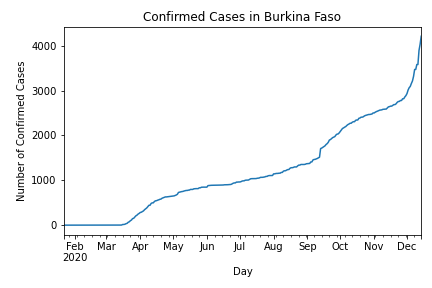 Confirmed Cases in Burkina Faso
Number of Confirmed Cases
4000
3000
2000
1000
0
Feb Mar Apr May Jun Jul Aug Sep Oct Nov Dec
2020
Day